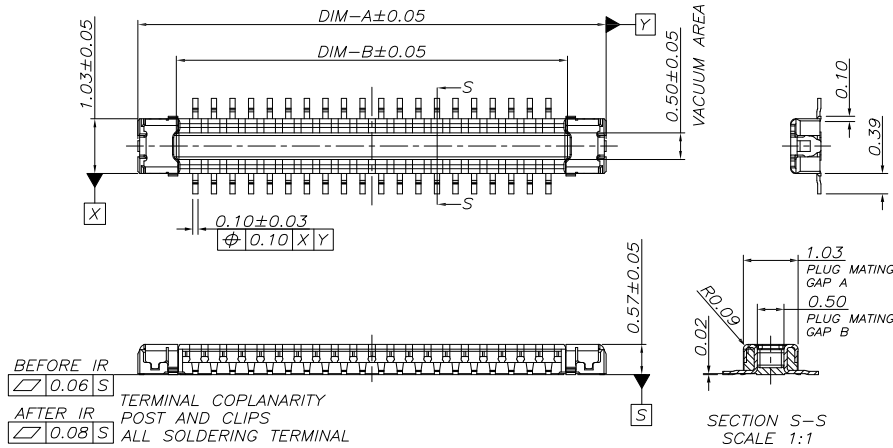 DIM-A±0.05
Y
DIM-B±0.05
1.03±0.05
S
0.50±0.05
VACUUM AREA
0.10
0.39
X
S
0.10±0.03
⌖ 0.10 X Y
0.57±0.05
1.03
PLUG MATING
GAP A
0.50
PLUG MATING
GAP B
R0.09
0.02
BEFORE IR
▱ 0.06 S
AFTER IR
▱ 0.08 S
TERMINAL COPLANARITY
POST AND CLIPS
ALL SOLDERING TERMINAL
S
SECTION S-S
SCALE 1:1